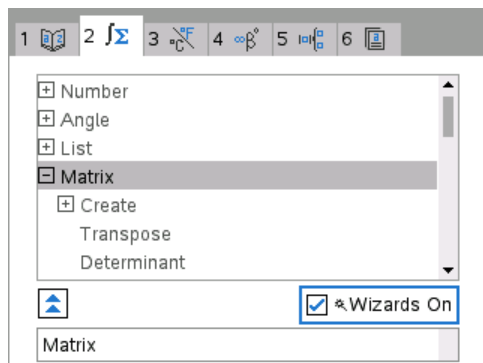 1 2 ∫Σ 3 °C°F 4 ∞β° 5 6
Number
Angle
List
Matrix
Create
Transpose
Determinant
Wizards On
Matrix